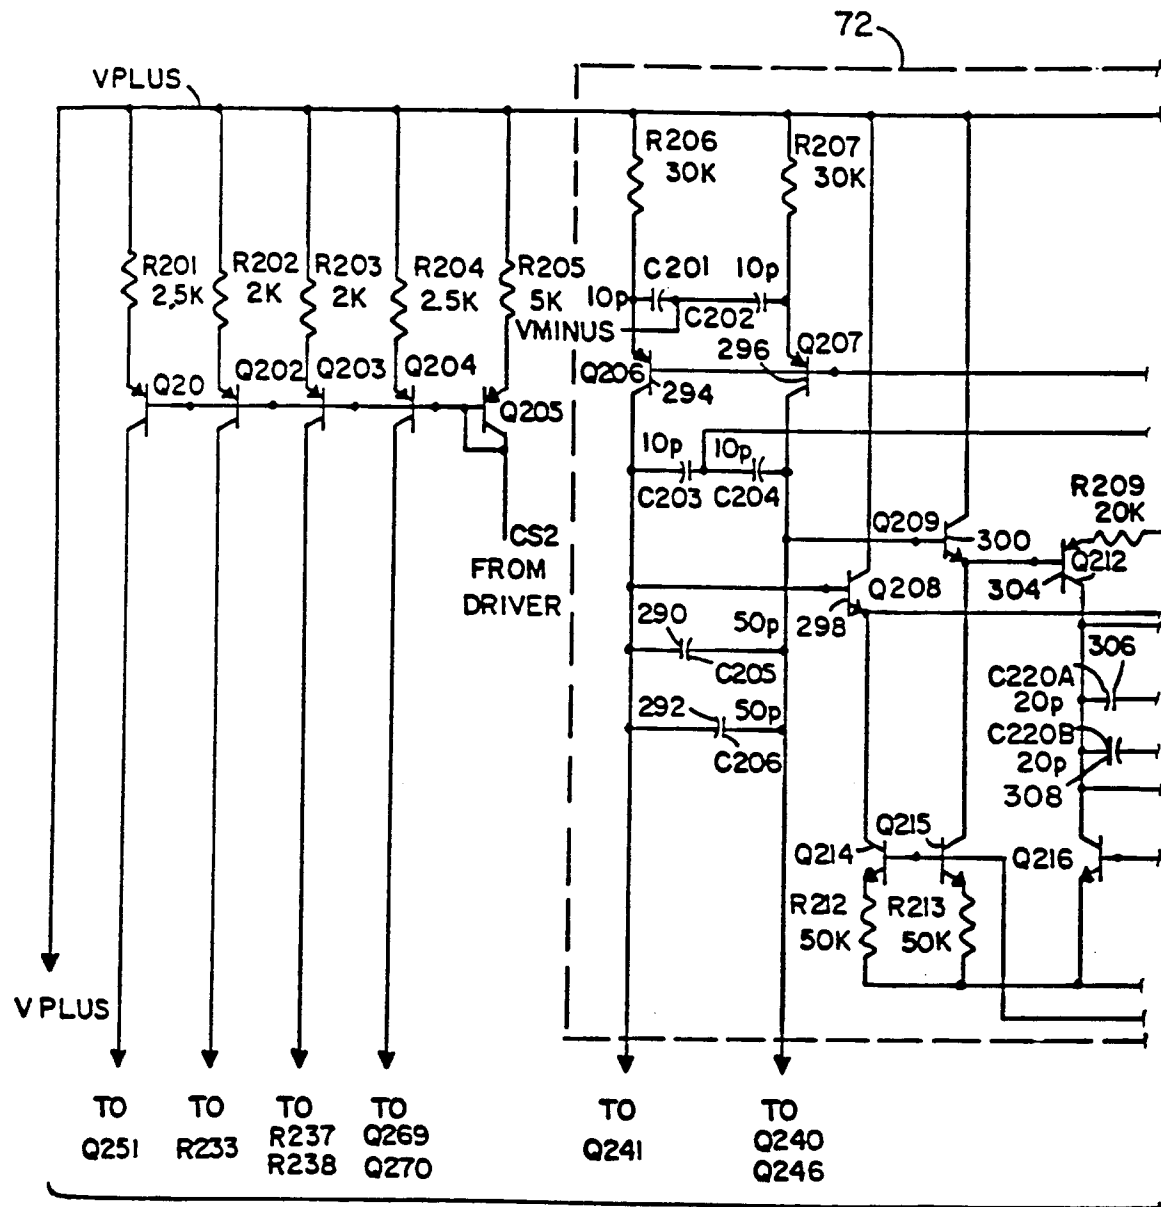 72
VPLUS
R206
30K
R207
30K
R201
2.5K
R202
2K
R203
2K
R204
2.5K
R205
5K
C201
10p
10p
C202
VMINUS
Q20
Q202
Q203
Q204
Q205
Q206
294
296
Q207
10p
10p
C203
C204
R209
20K
Q209
300
CS2
FROM
DRIVER
Q212
304
Q208
298
290
50p
C205
306
C220A
20p
292
50p
C206
C220B
20p
308
Q215
Q214
Q216
R212
50K
R213
50K
V PLUS
TO
Q251
TO
R233
TO
R237
R238
TO
Q269
Q270
TO
Q241
TO
Q240
Q246